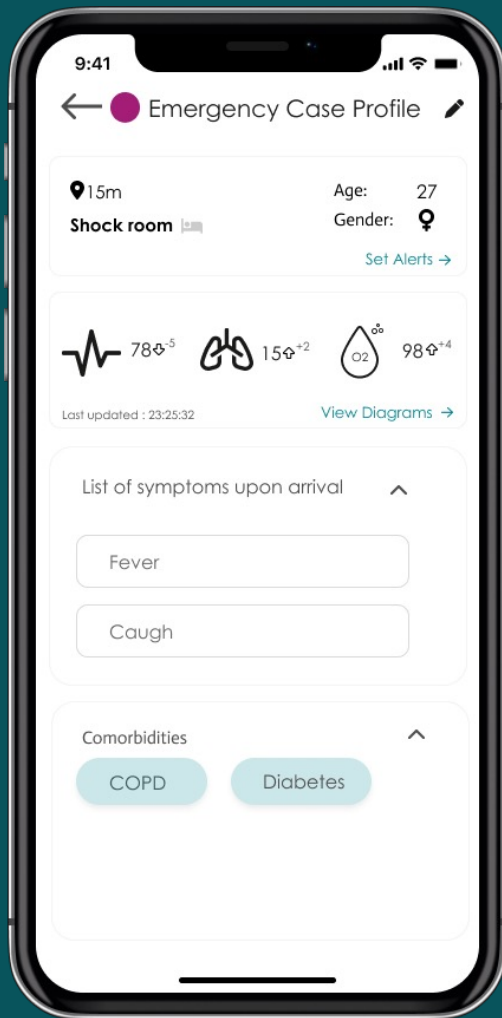 9:41
Emergency Case Profile
15m
Age: 27
Shock room
Gender:
Set Alerts →
78 -5 15 +2 O2 98 +4
Last updated : 23:25:32
View Diagrams →
List of symptoms upon arrival
Fever
Caugh
Comorbidities
COPD Diabetes